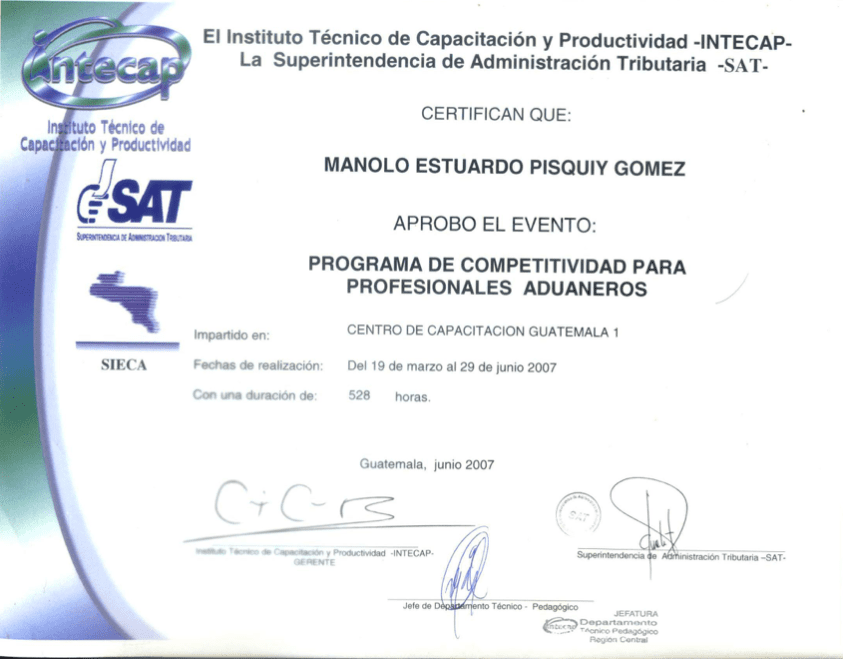 intecap
Instituto Técnico de
Capacitación y Productividad
SAT
SUPERINTENDENCIA DE ADMINISTRACION TRIBUTARIA
SIECA
El Instituto Técnico de Capacitación y Productividad -INTECAP-
La Superintendencia de Administración Tributaria -SAT-
CERTIFICAN QUE:
MANOLO ESTUARDO PISQUIY GOMEZ
APROBO EL EVENTO:
PROGRAMA DE COMPETITIVIDAD PARA
PROFESIONALES ADUANEROS
Impartido en: CENTRO DE CAPACITACION GUATEMALA 1
Fechas de realización: Del 19 de marzo al 29 de junio 2007
Con una duración de: 528 horas.
Guatemala, junio 2007
Instituto Técnico de Capacitación y Productividad -INTECAP-
GERENTE
SAT
Superintendencia de Administración Tributaria –SAT-
Jefe de Departamento Técnico - Pedagógico
intecap
JEFATURA
Departamento
Técnico Pedagógico
Región Central